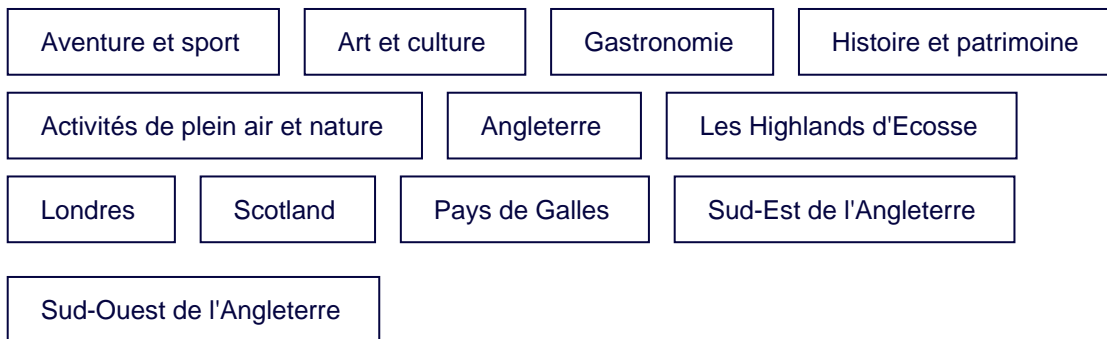 Aventure et sport Art et culture Gastronomie Histoire et patrimoine
Activités de plein air et nature Angleterre Les Highlands d'Ecosse
Londres Scotland Pays de Galles Sud-Est de l'Angleterre
Sud-Ouest de l'Angleterre